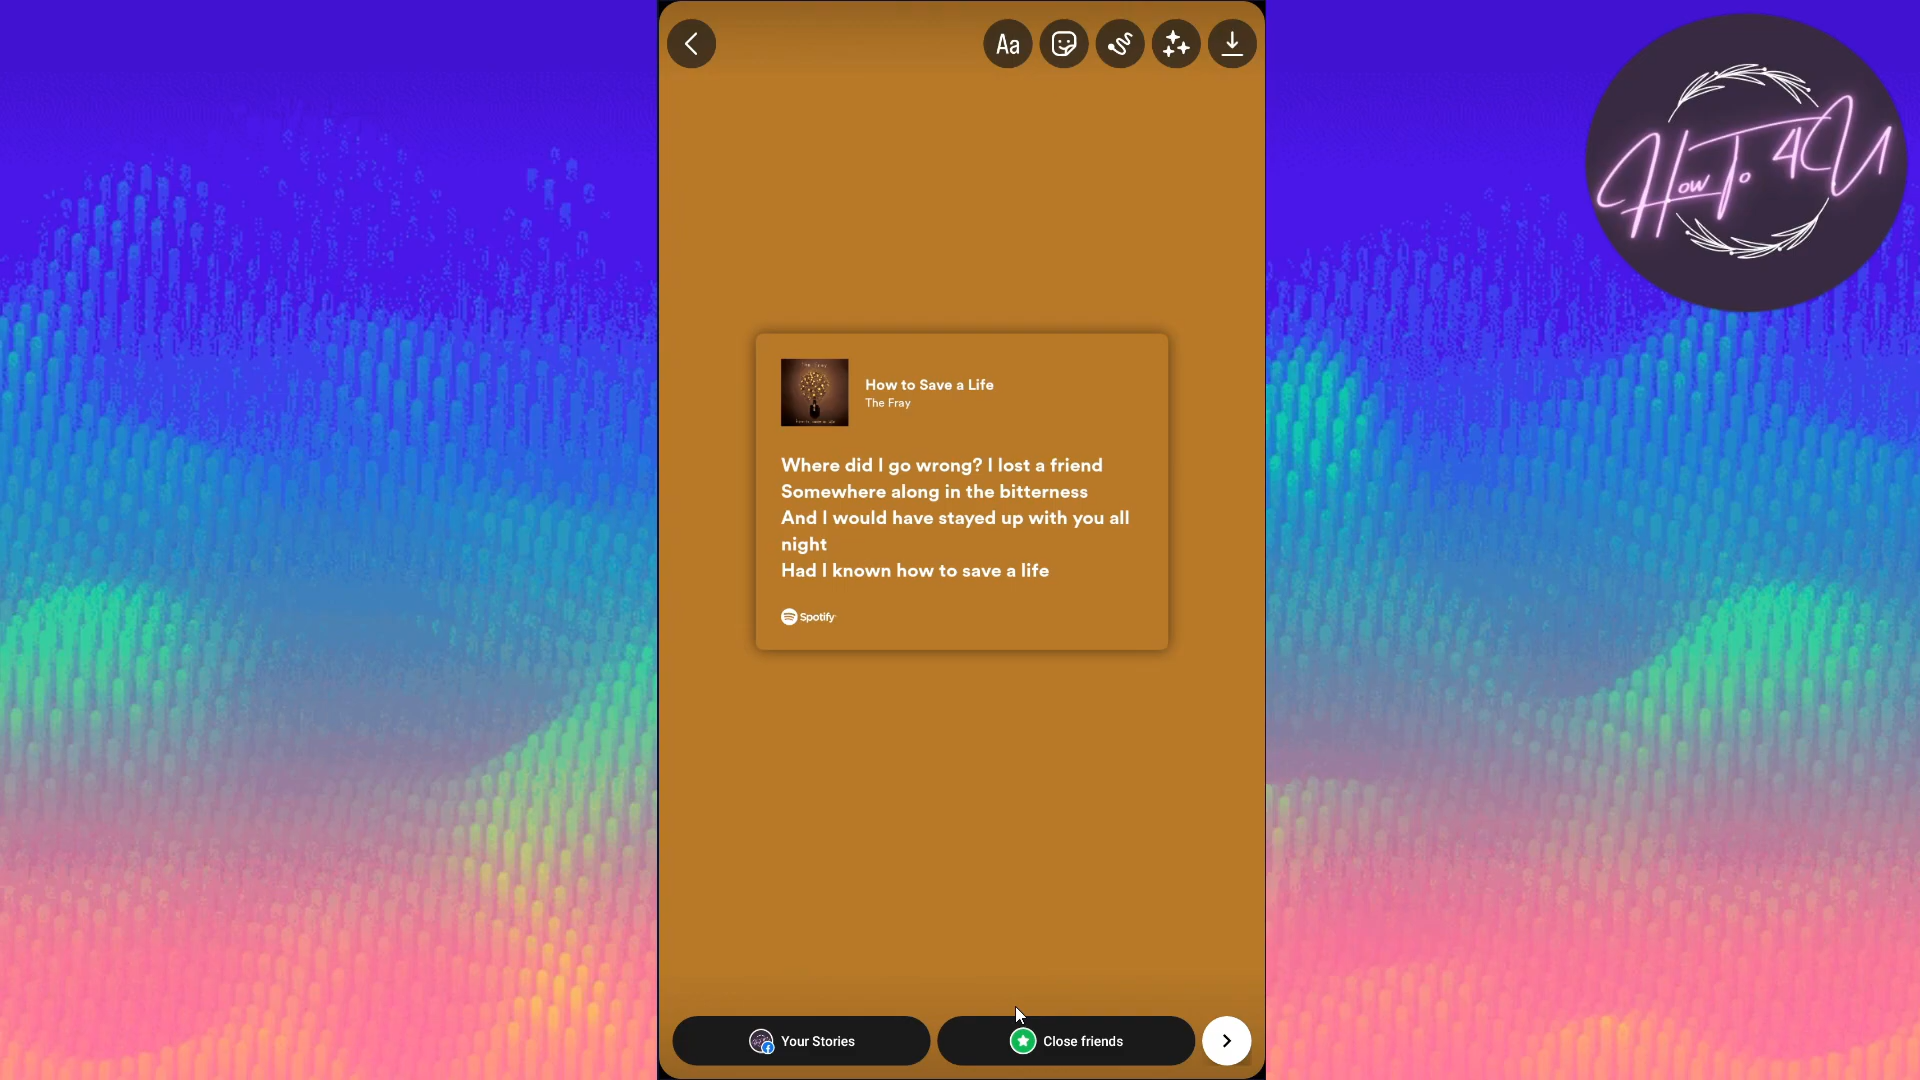 Aa
How To 4U
How to Save a Life
The Fray
Where did I go wrong? I lost a friend
Somewhere along in the bitterness
And I would have stayed up with you all
night
Had I known how to save a life
Spotify
Your Stories
Close friends